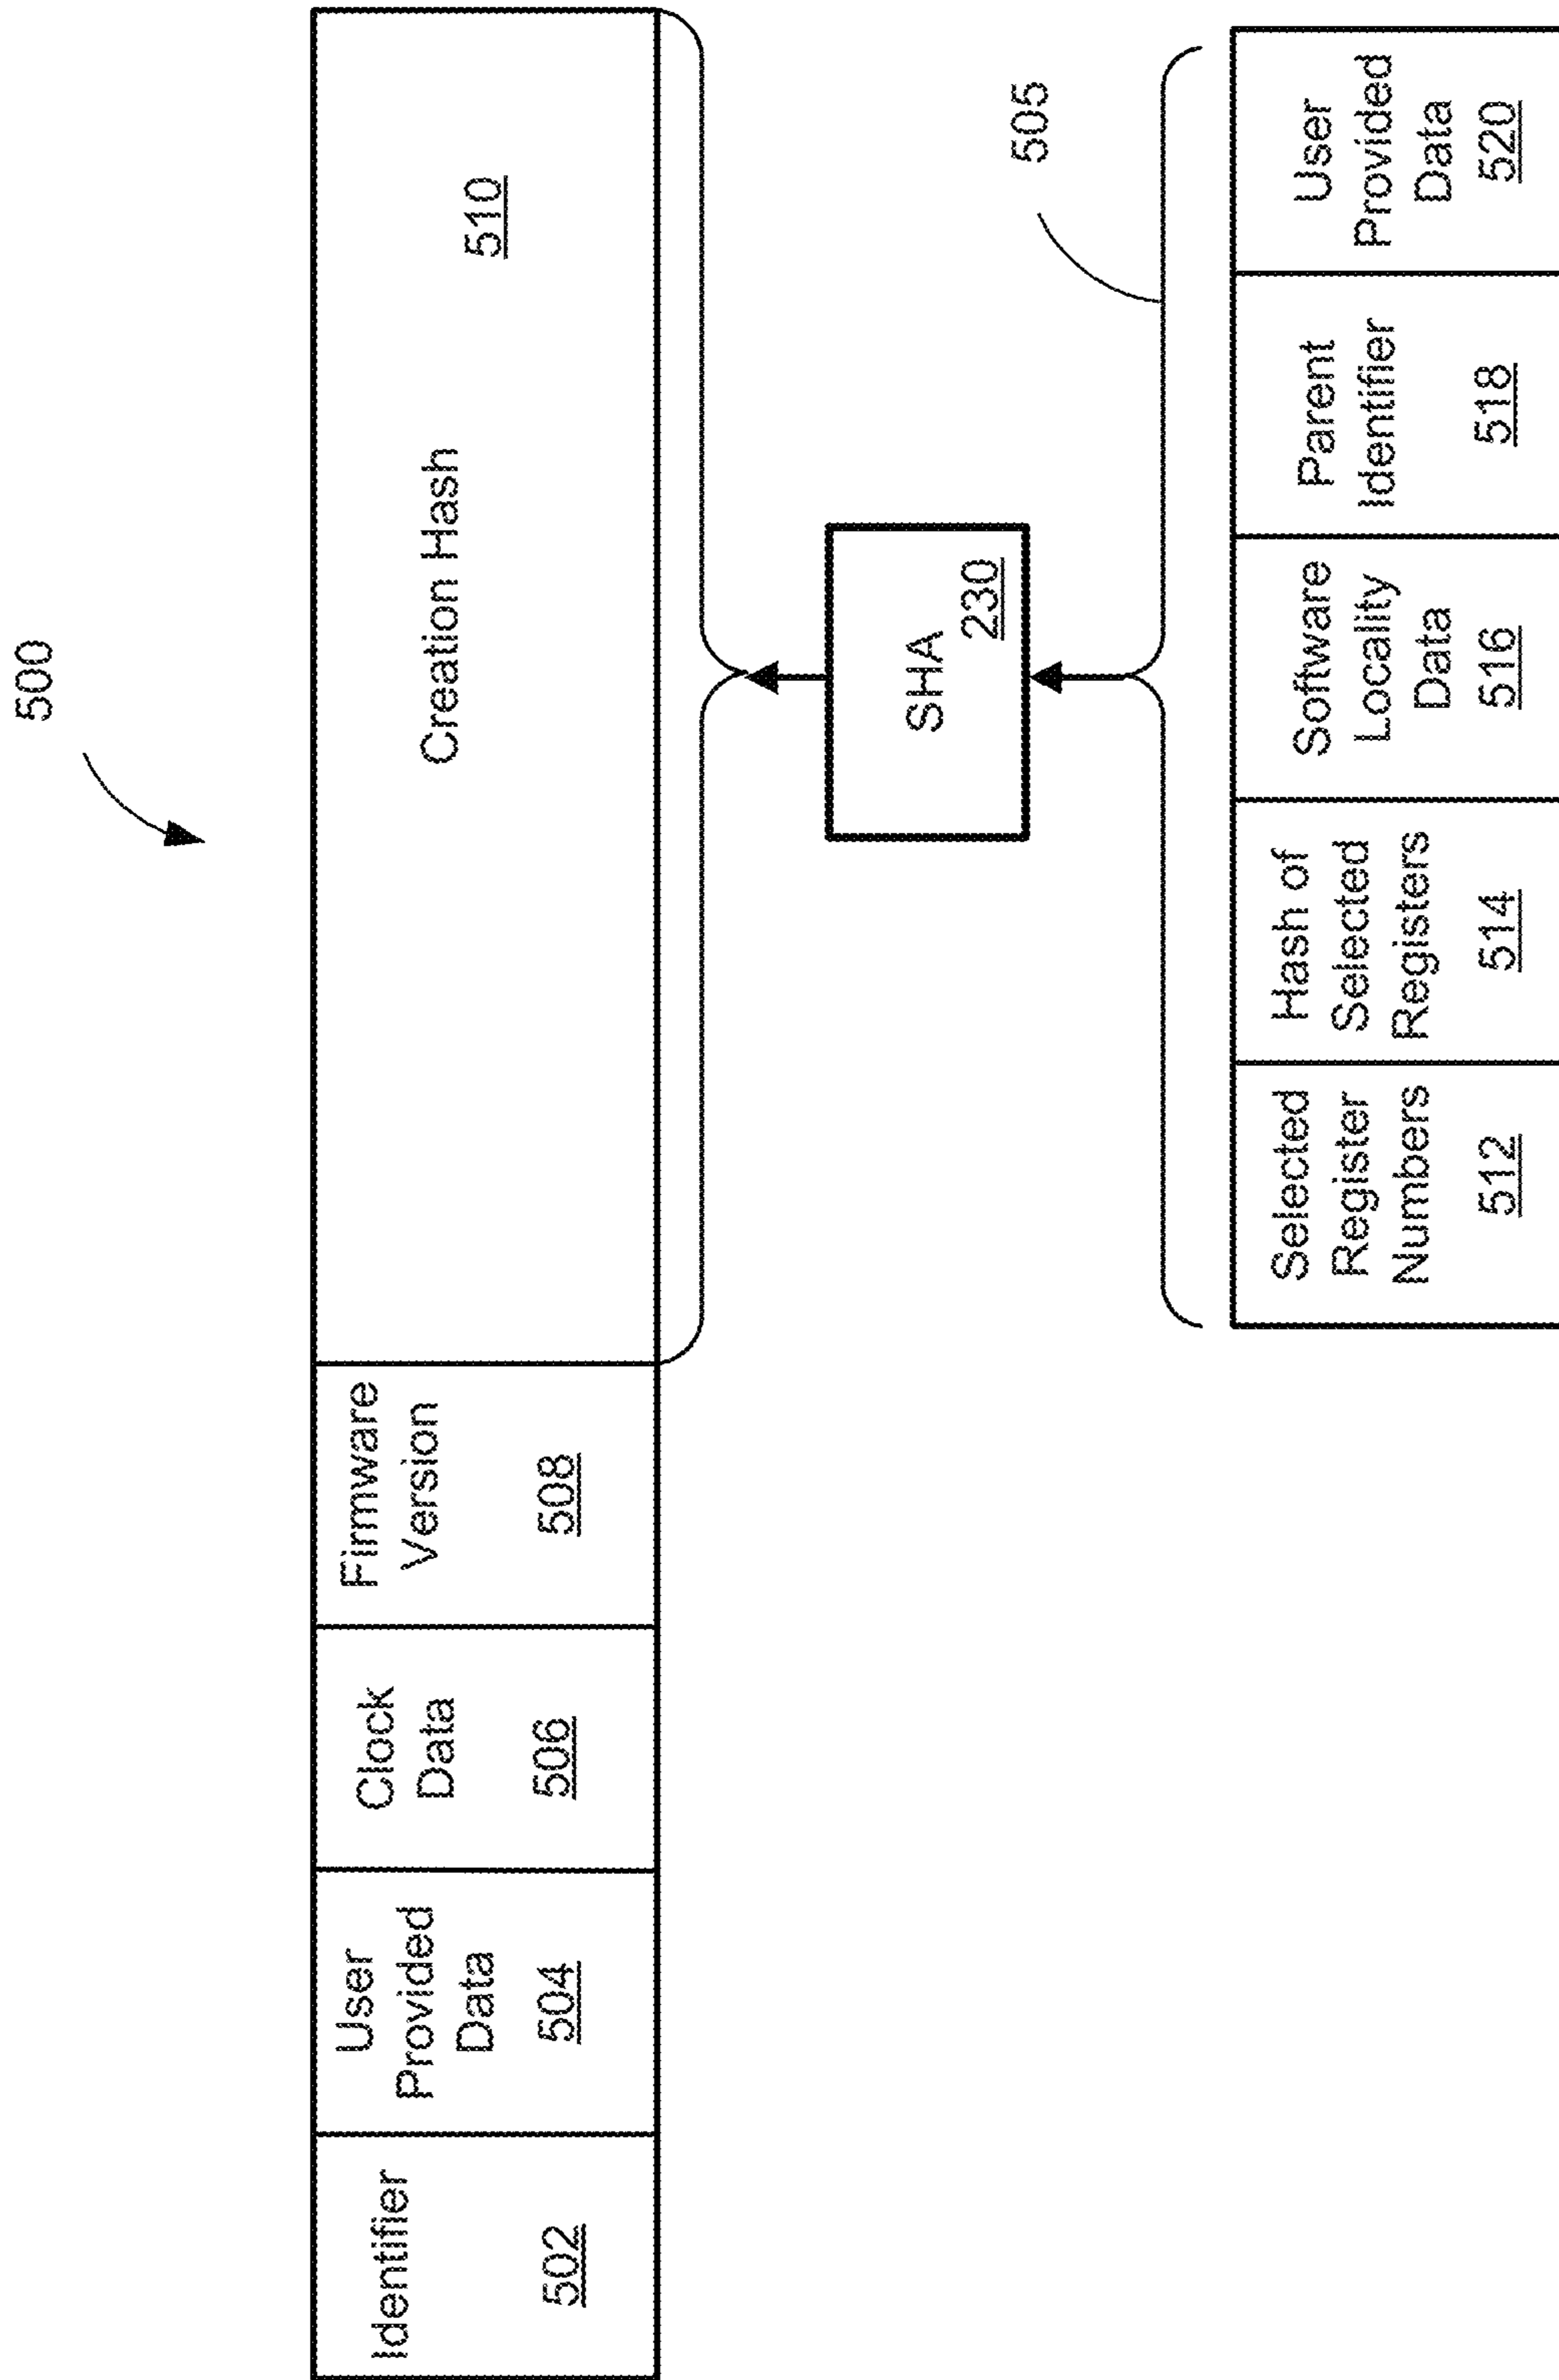 500
Identifier
502
User
Provided
Data
504
Clock
Data
506
Firmware
Version
508
Creation Hash
510
SHA
230
505
Selected
Register
Numbers
512
Hash of
Selected
Registers
514
Software
Locality
Data
516
Parent
Identifier
518
User
Provided
Data
520